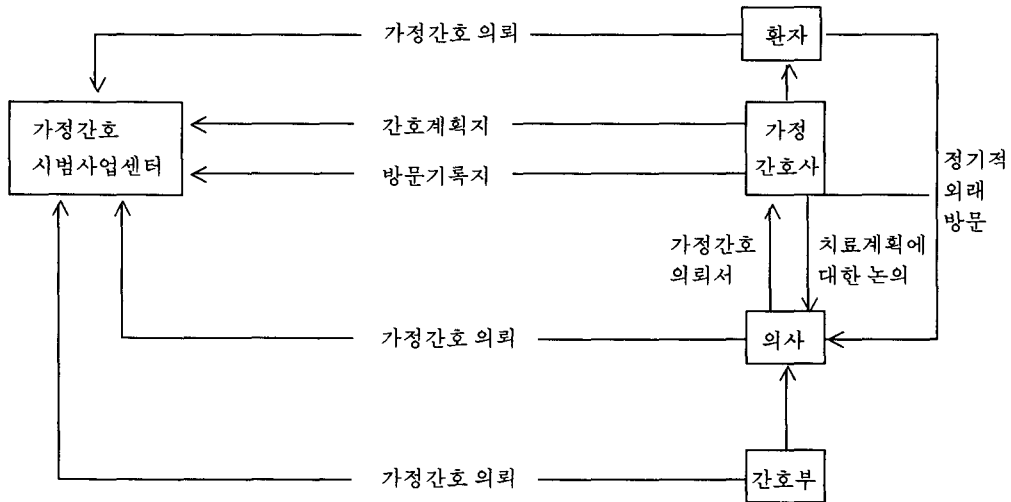 가정간호 의뢰
환자
가정간호
시범사업센터
간호계획지
방문기록지
가정
간호사
정기적
외래
방문
가정간호
의뢰서
치료계획에
대한 논의
가정간호 의뢰
의사
가정간호 의뢰
간호부